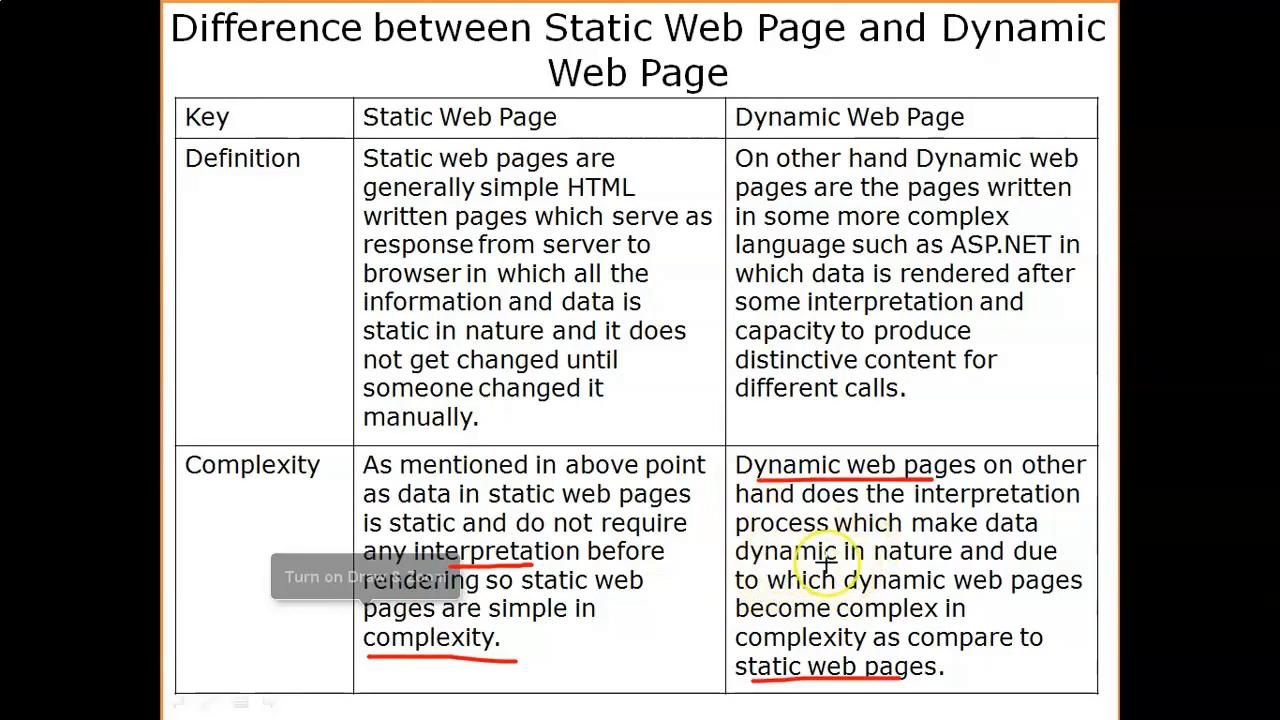 Difference between Static Web Page and Dynamic
Web Page
Key
Static Web Page
Dynamic Web Page
Definition
Static web pages are
generally simple HTML
written pages which serve as
response from server to
browser in which all the
information and data is
static in nature and it does
not get changed until
someone changed it
manually.
On other hand Dynamic web
pages are the pages written
in some more complex
language such as ASP.NET in
which data is rendered after
some interpretation and
capacity to produce
distinctive content for
different calls.
Complexity
As mentioned in above point
as data in static web pages
is static and do not require
any interpretation before
rendering so static web
pages are simple in
complexity.
Dynamic web pages on other
hand does the interpretation
process which make data
dynamic in nature and due
to which dynamic web pages
become complex in
complexity as compare to
static web pages.
Turn on Draw & Zoom